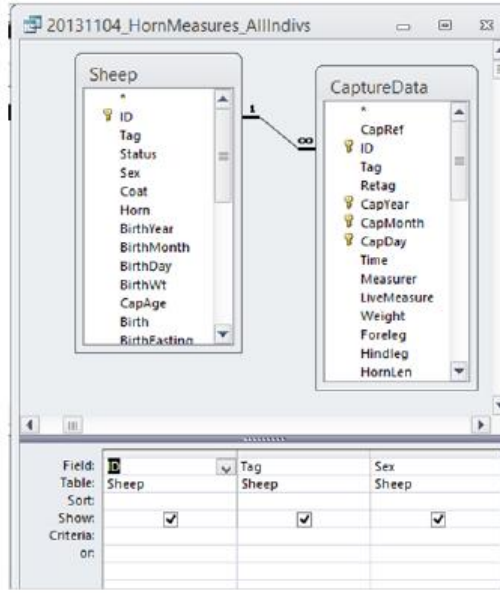 20131104_HornMeasures_AllIndivs
Sheep
*
ID
Tag
Status
Sex
Coat
Horn
BirthYear
BirthMonth
BirthDay
BirthWt
CapAge
Birth
BirthEasting
1
∞
CaptureData
*
CapRef
ID
Tag
Retag
CapYear
CapMonth
CapDay
Time
Measurer
LiveMeasure
Weight
Foreleg
Hindleg
HornLen
Field: ID Tag Sex
Table: Sheep Sheep Sheep
Sort:
Show:
Criteria:
or: